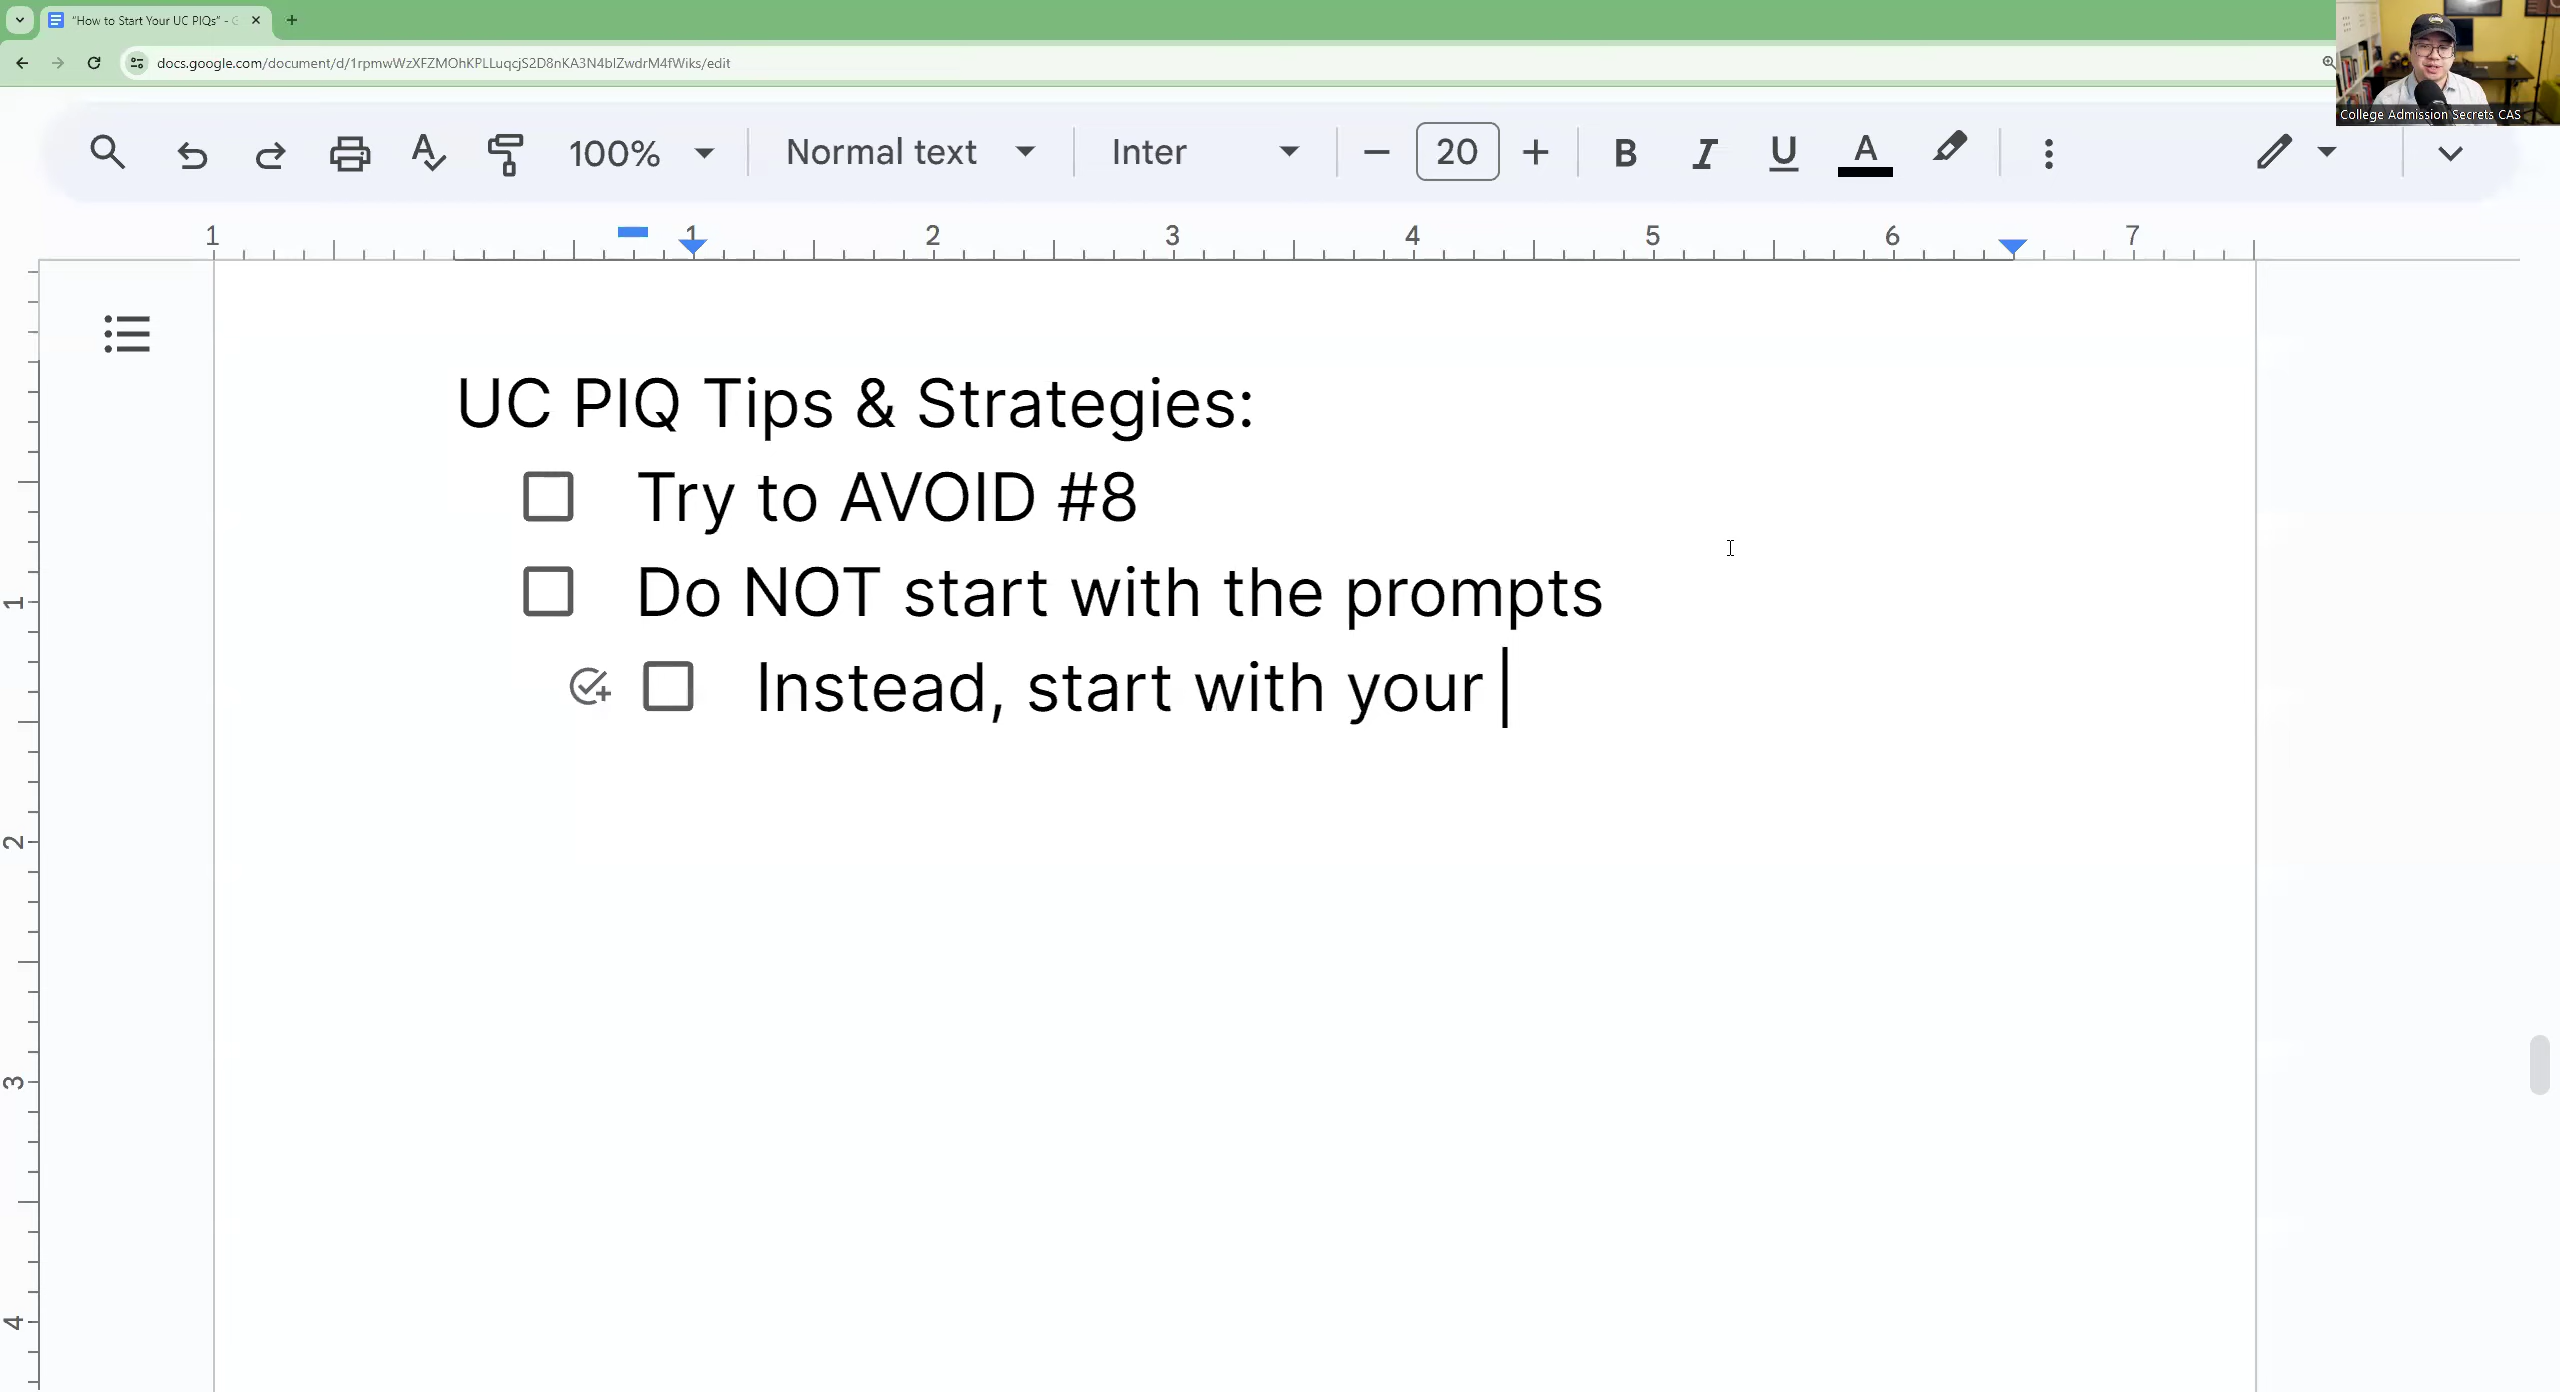 "How to Start Your UC PIQs" - G
docs.google.com/document/d/1rpmwWzXFZMOhKPLLuqcjS2D8nKA3N4blZwdrM4fWiks/edit
College Admission Secrets CAS
100% Normal text Inter 20 B I U A
1 1 2 3 4 5 6 7
UC PIQ Tips & Strategies:
Try to AVOID #8
Do NOT start with the prompts
Instead, start with your
1
2
3
4